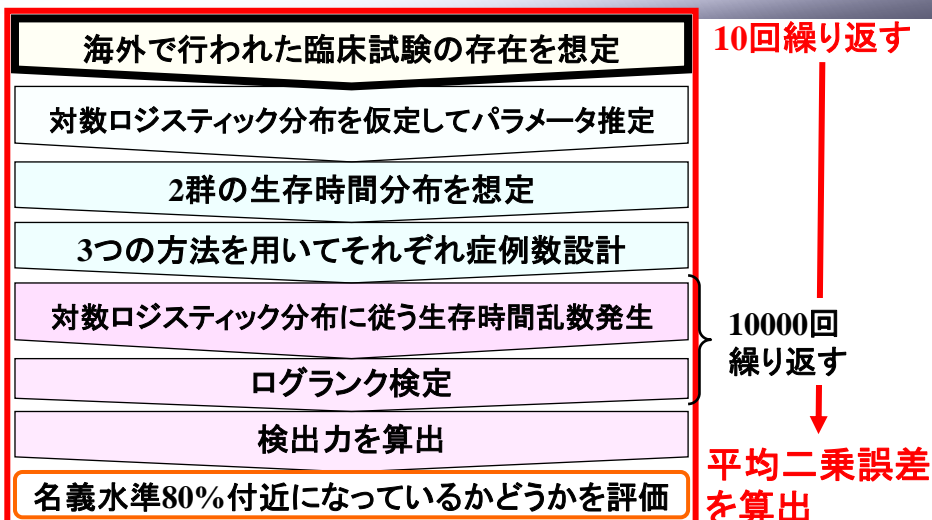 海外で行われた臨床試験の存在を想定
対数ロジスティック分布を仮定してパラメータ推定
2群の生存時間分布を想定
3つの方法を用いてそれぞれ症例数設計
対数ロジスティック分布に従う生存時間乱数発生
ログランク検定
検出力を算出
名義水準80%付近になっているかどうかを評価
10回繰り返す
10000回
繰り返す
平均二乗誤差
を算出